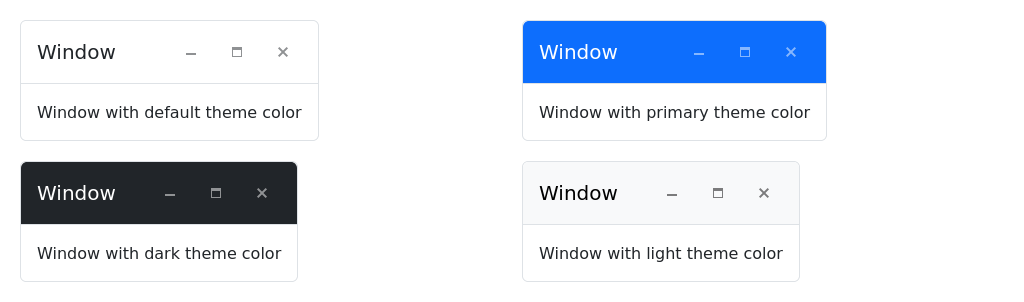 Window
Window with default theme color
Window
Window with primary theme color
Window
Window with dark theme color
Window
Window with light theme color